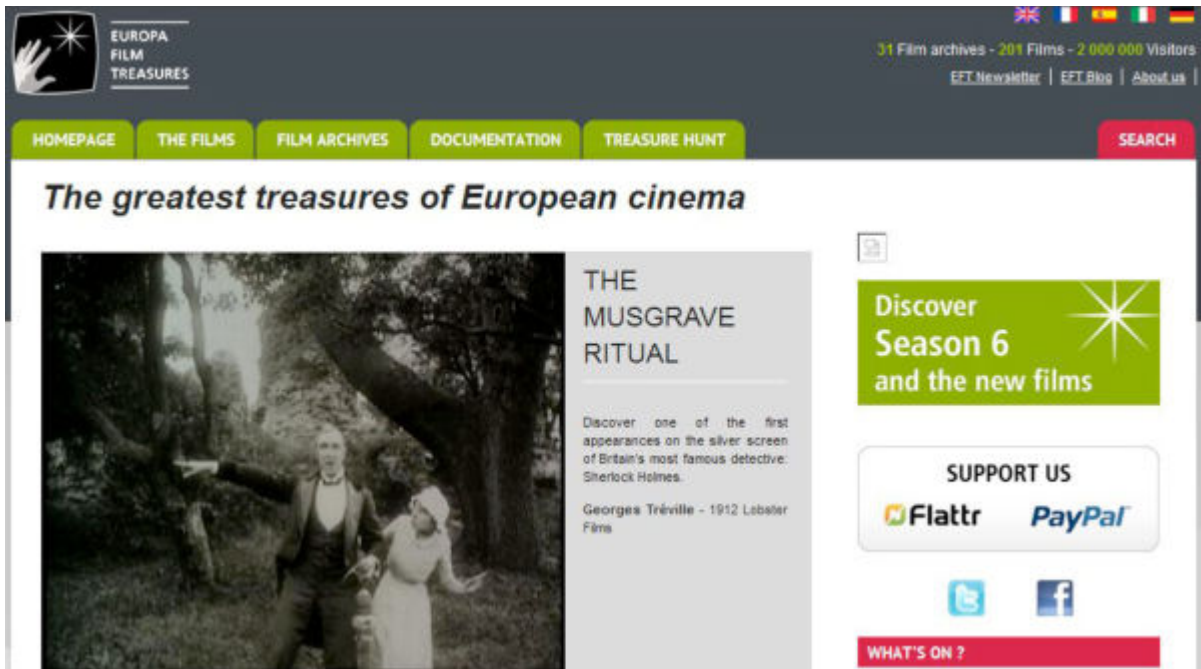 EUROPA
FILM
TREASURES
31 Film archives - 201 Films - 2 000 000 Visitors
EFT Newsletter | EFT Blog | About us |
HOMEPAGE
THE FILMS
FILM ARCHIVES
DOCUMENTATION
TREASURE HUNT
SEARCH
The greatest treasures of European cinema
THE
MUSGRAVE
RITUAL
Discover one of the first
appearances on the silver screen
of Britain's most famous detective:
Sherlock Holmes.
Georges Tréville - 1912 Lobster
Films
Discover
Season 6
and the new films
SUPPORT US
Flattr
PayPal
WHAT'S ON ?